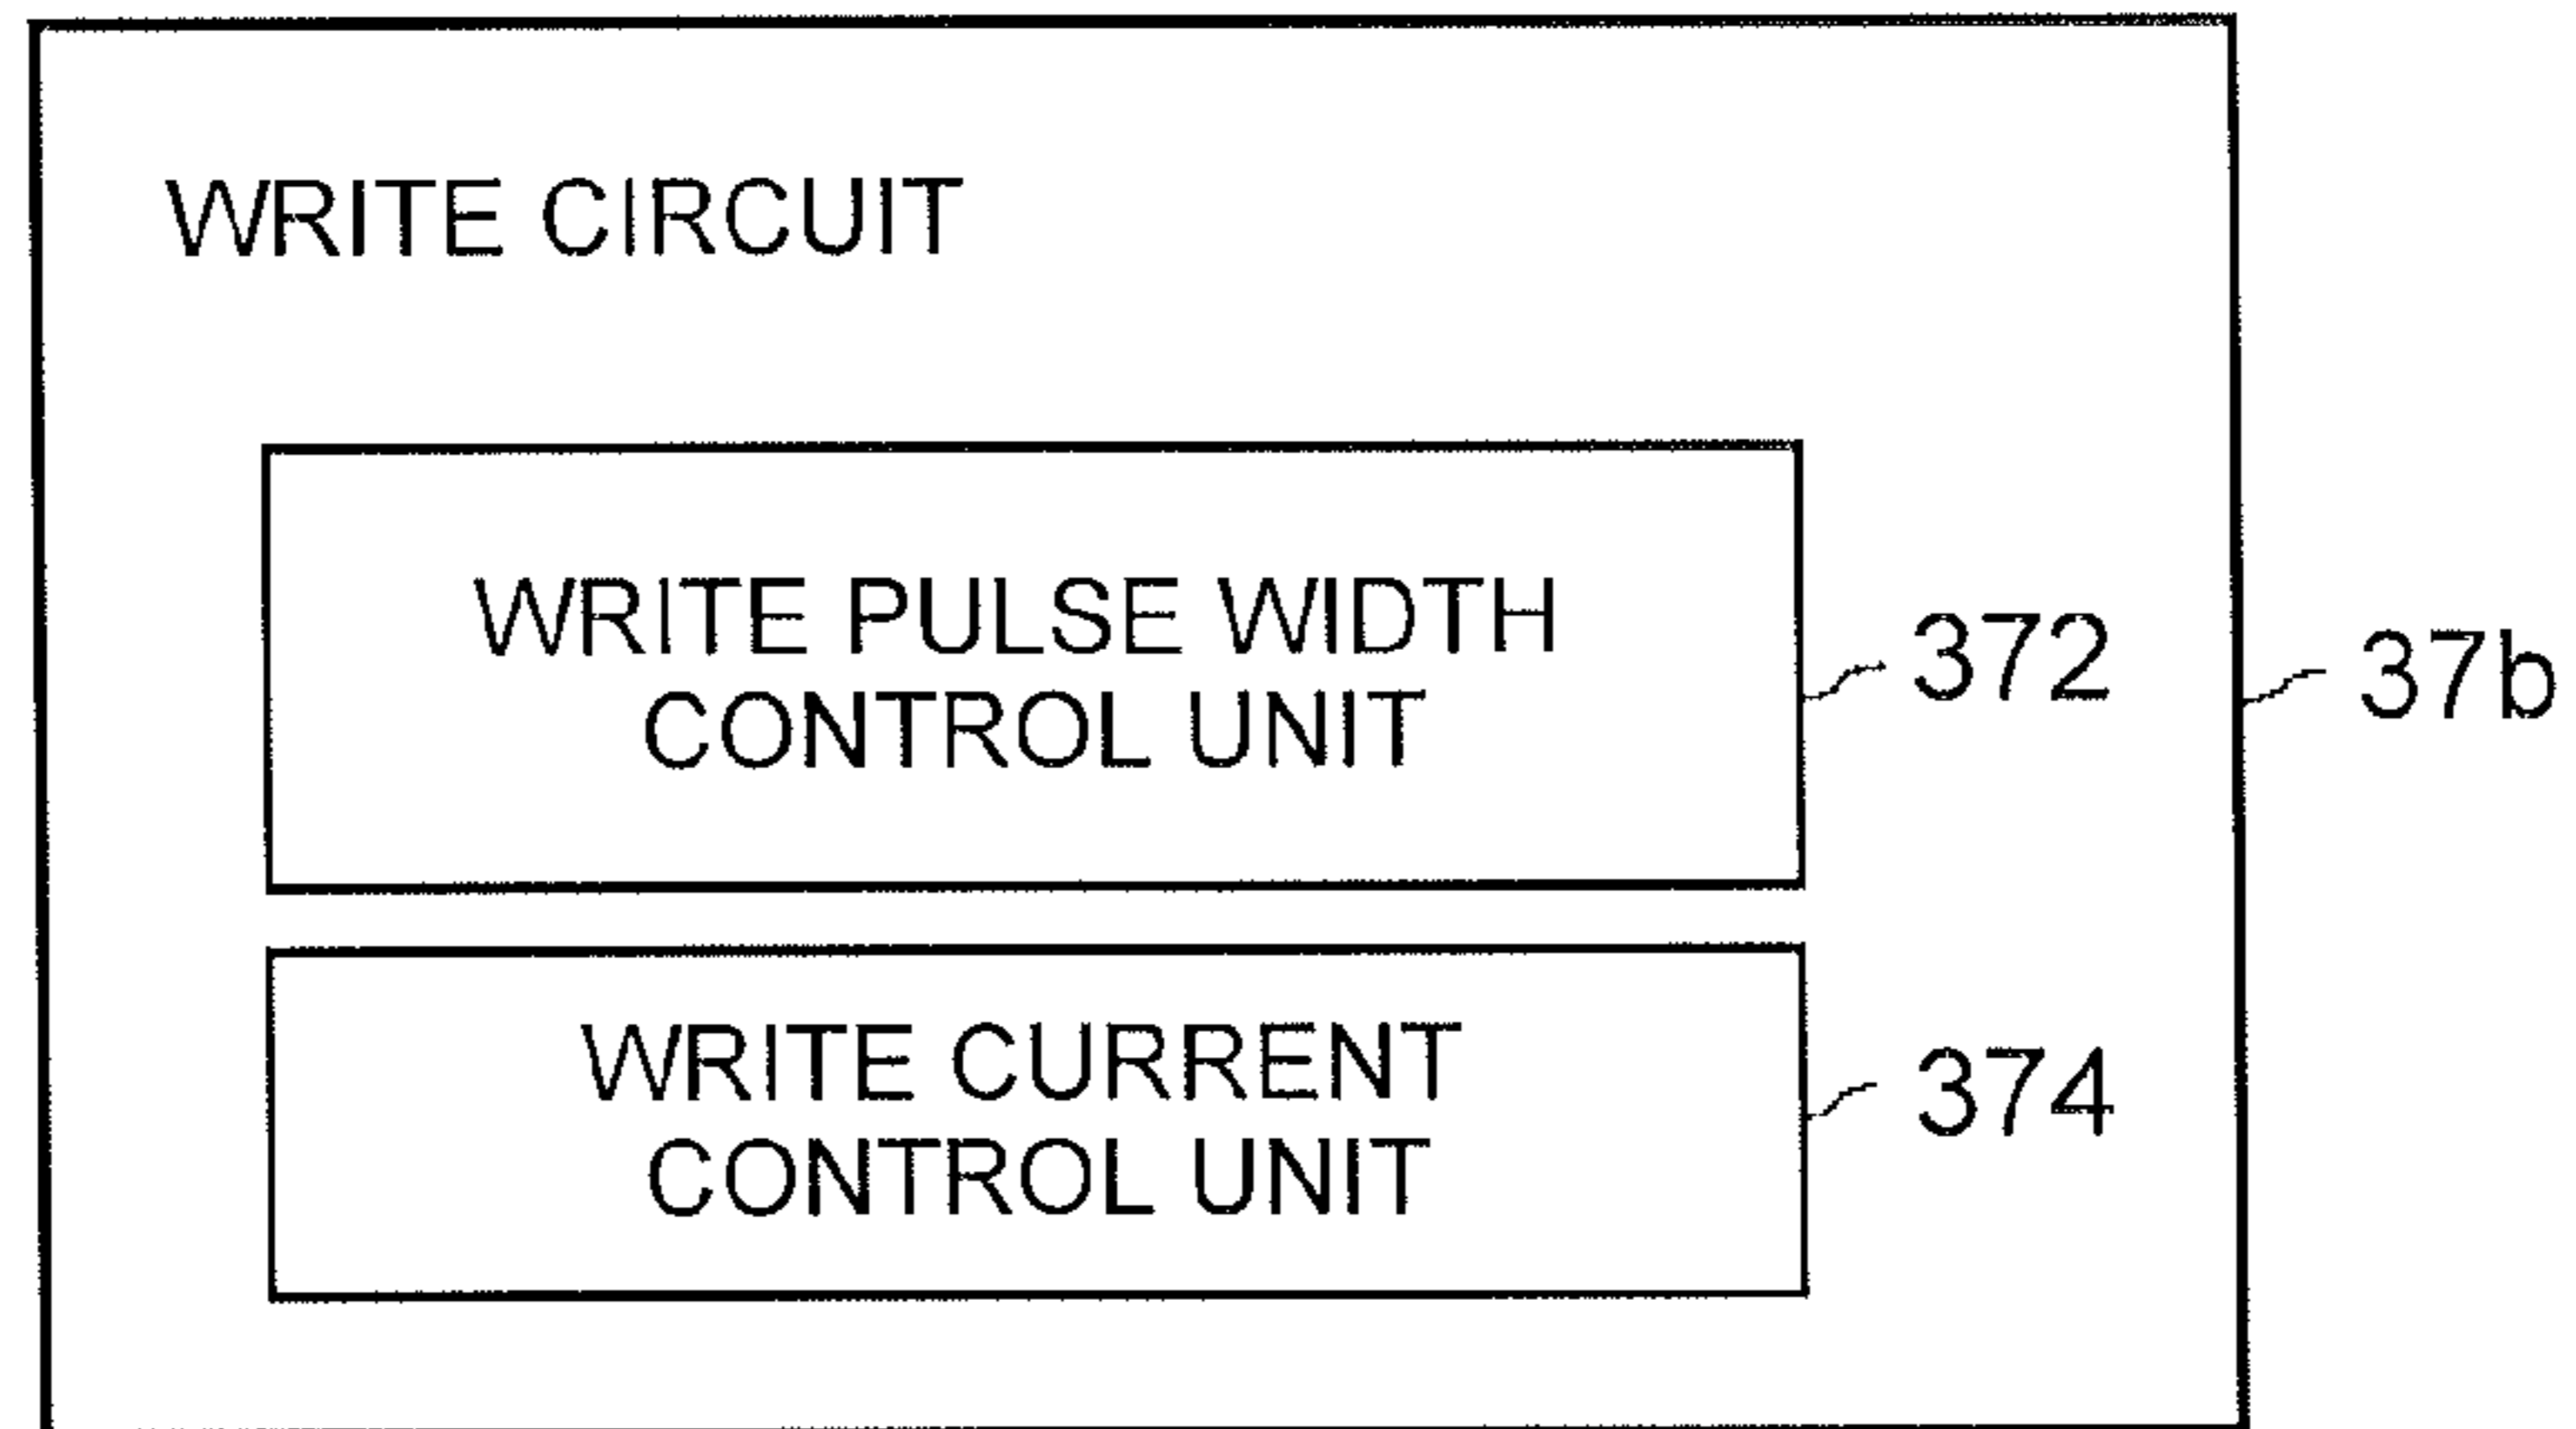 WRITE CIRCUIT
WRITE PULSE WIDTH
CONTROL UNIT
372
37b
WRITE CURRENT
CONTROL UNIT
374